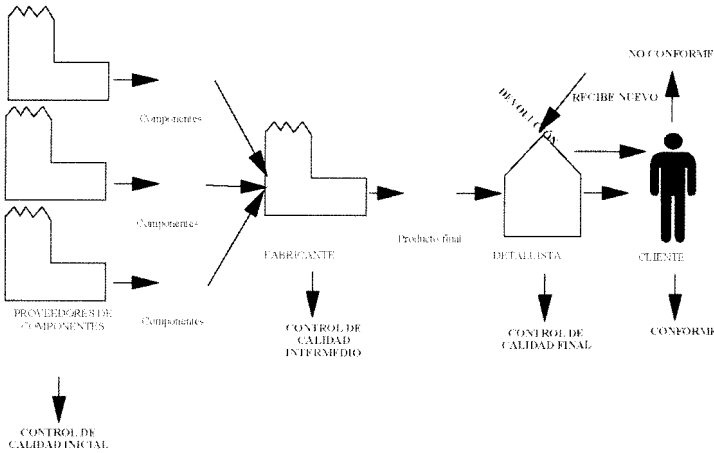 NO CONFORME
DEVOLUCIÓN
RECIBE NUEVO
Componentes
Componentes
Componentes
PROVEEDORES DE
COMPONENTES
FABRICANTE
Producto final
DETALLISTA
CLIENTE
CONTROL DE
CALIDAD
INTERMEDIO
CONTROL DE
CALIDAD FINAL
CONFORME
CONTROL DE
CALIDAD INICIAL